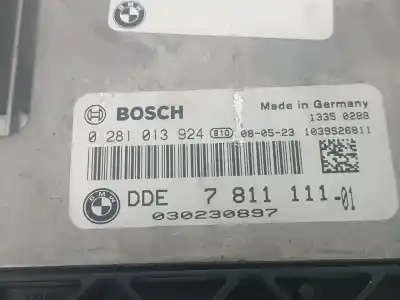 BOSCH
Made in Germany
1335 0288
0 281 013 924 810 08-05-23 1039S26811
BMW
DDE 7 811 111-01
030230897